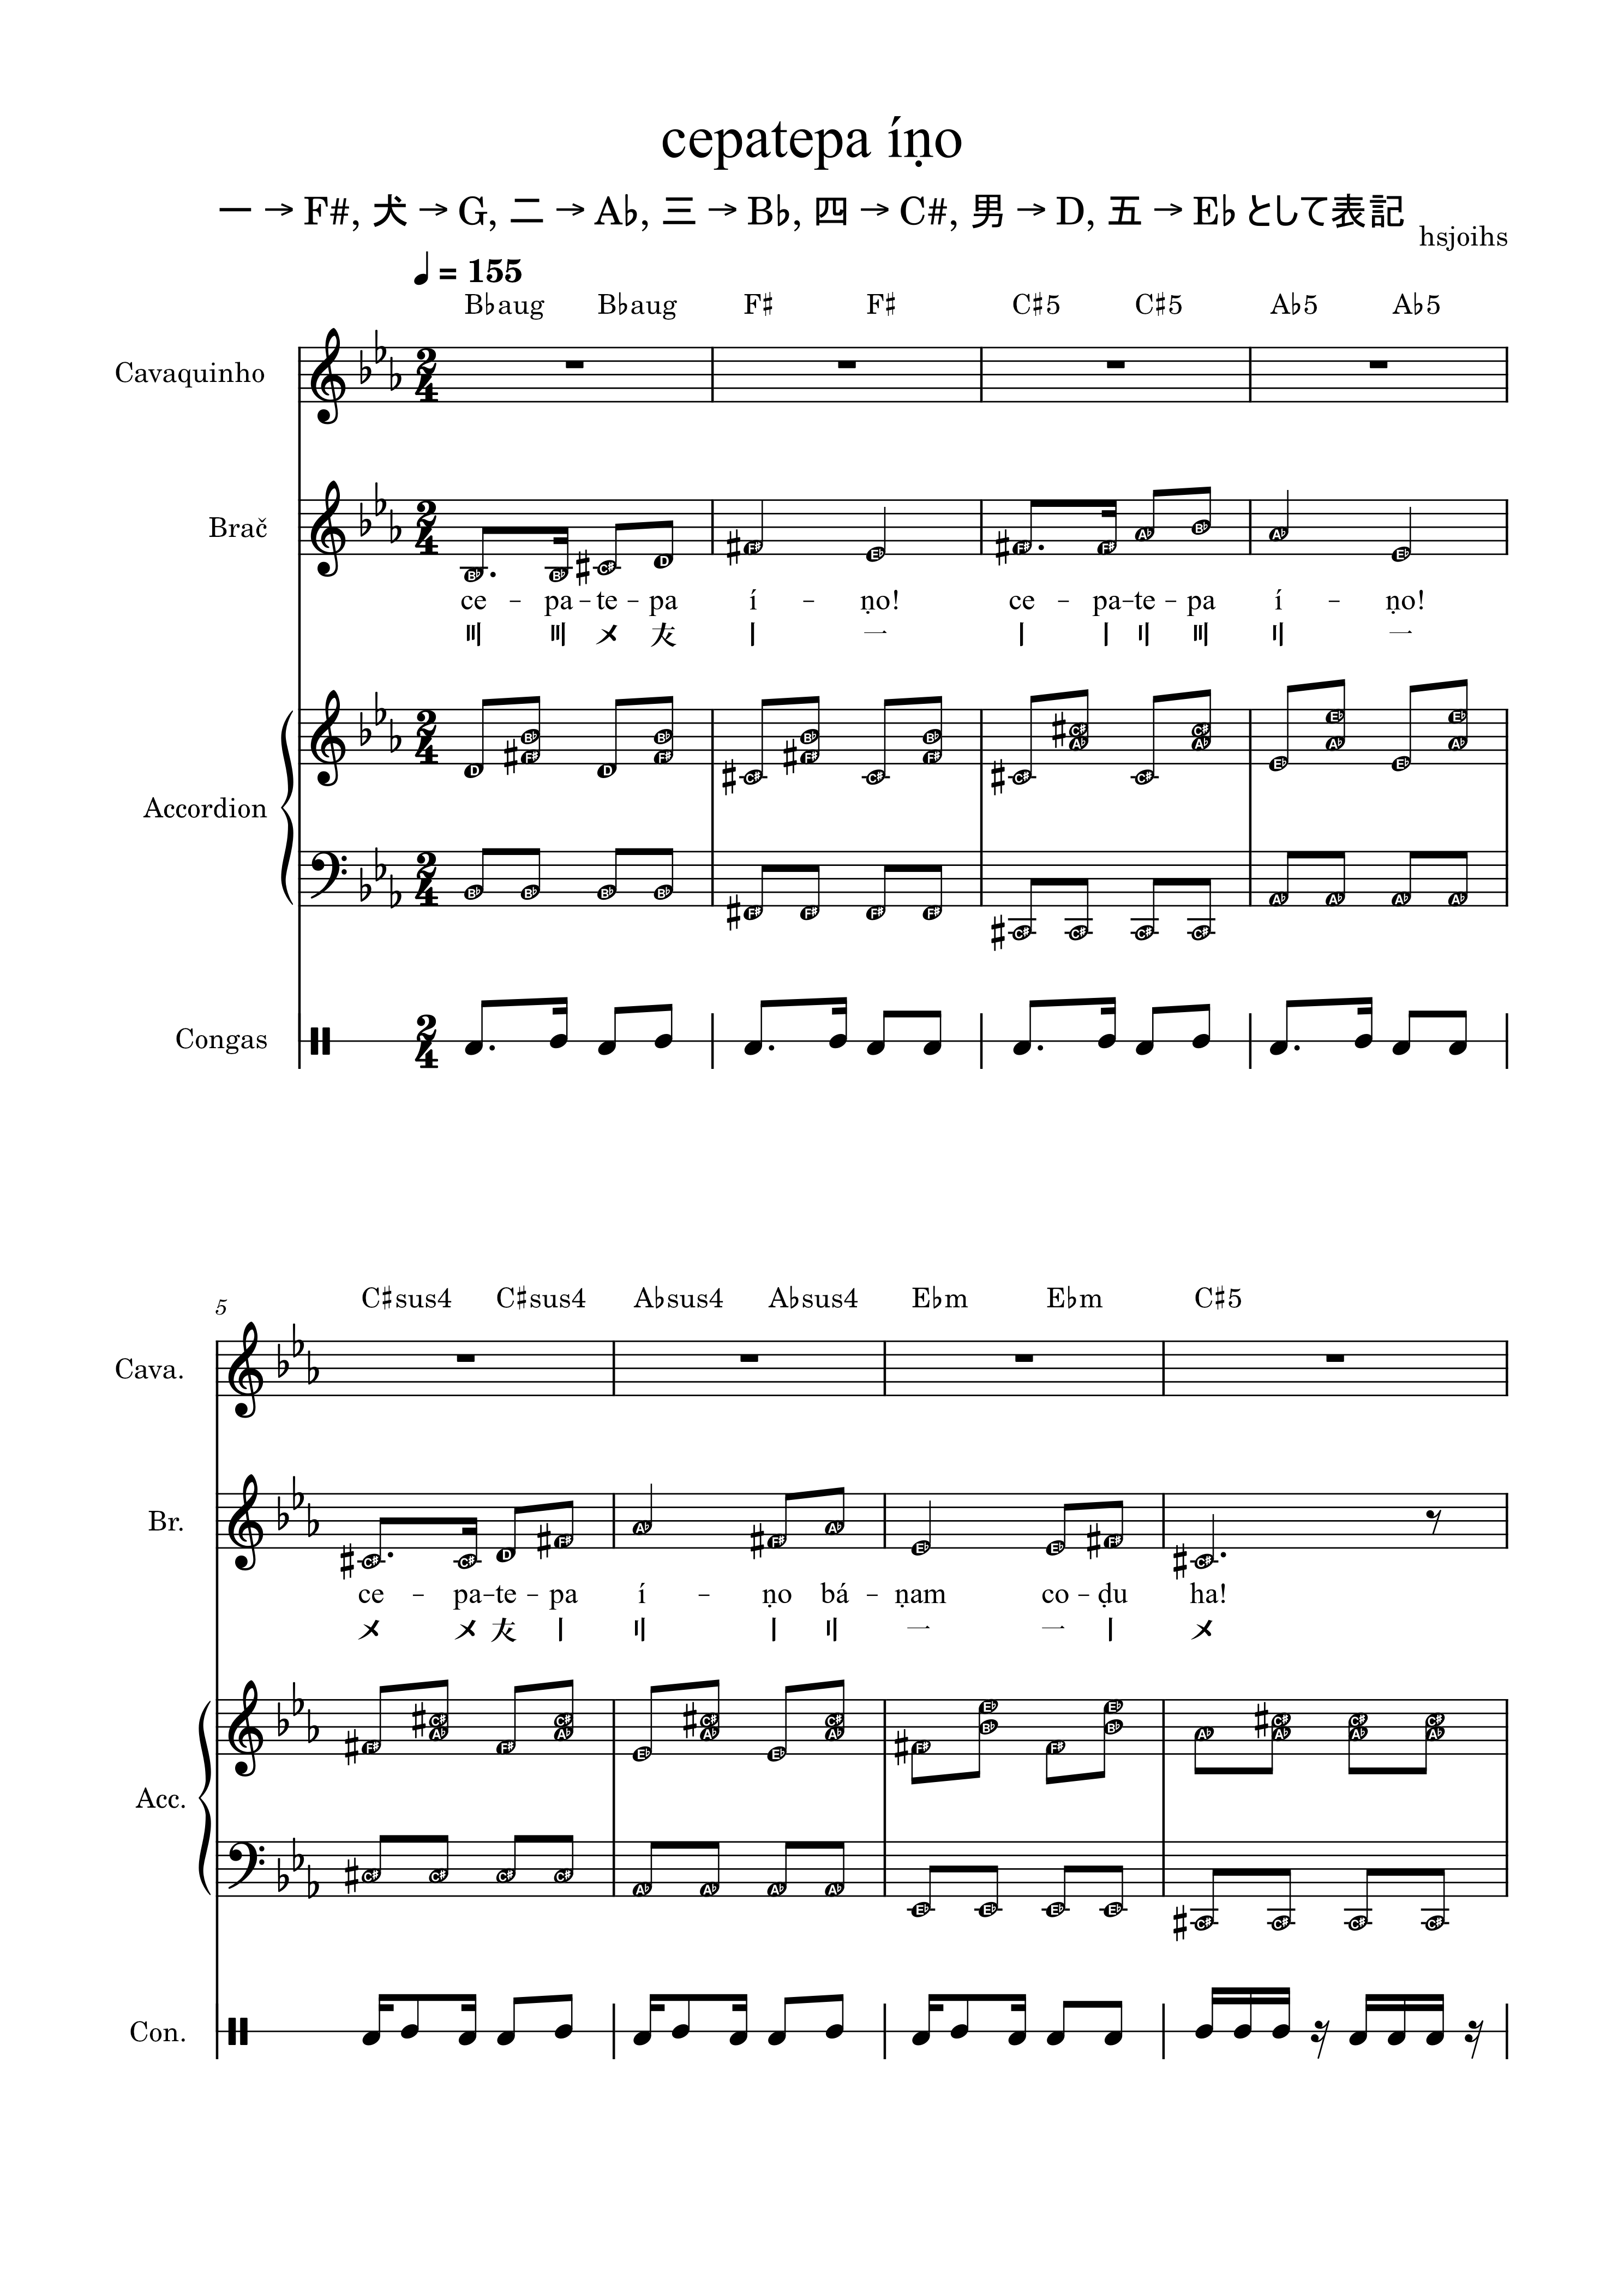 cepatepa íṇo
一 → F#, 犬 → G, 二 → A♭, 三 → B♭, 四 → C#, 男 → D, 五 → E♭ として表記
hsjoihs
♩ = 155
B♭aug B♭aug F♯ F♯ C♯5 C♯5 A♭5 A♭5
Cavaquinho
Brač
ce - pa - te - pa í - ṇo! ce - pa - te - pa í - ṇo!
Accordion
Congas
5
C♯sus4 C♯sus4 A♭sus4 A♭sus4 E♭m E♭m C♯5
Cava.
Br.
ce - pa - te - pa í - ṇo bá - ṇam co - ḍu ha!
Acc.
Con.